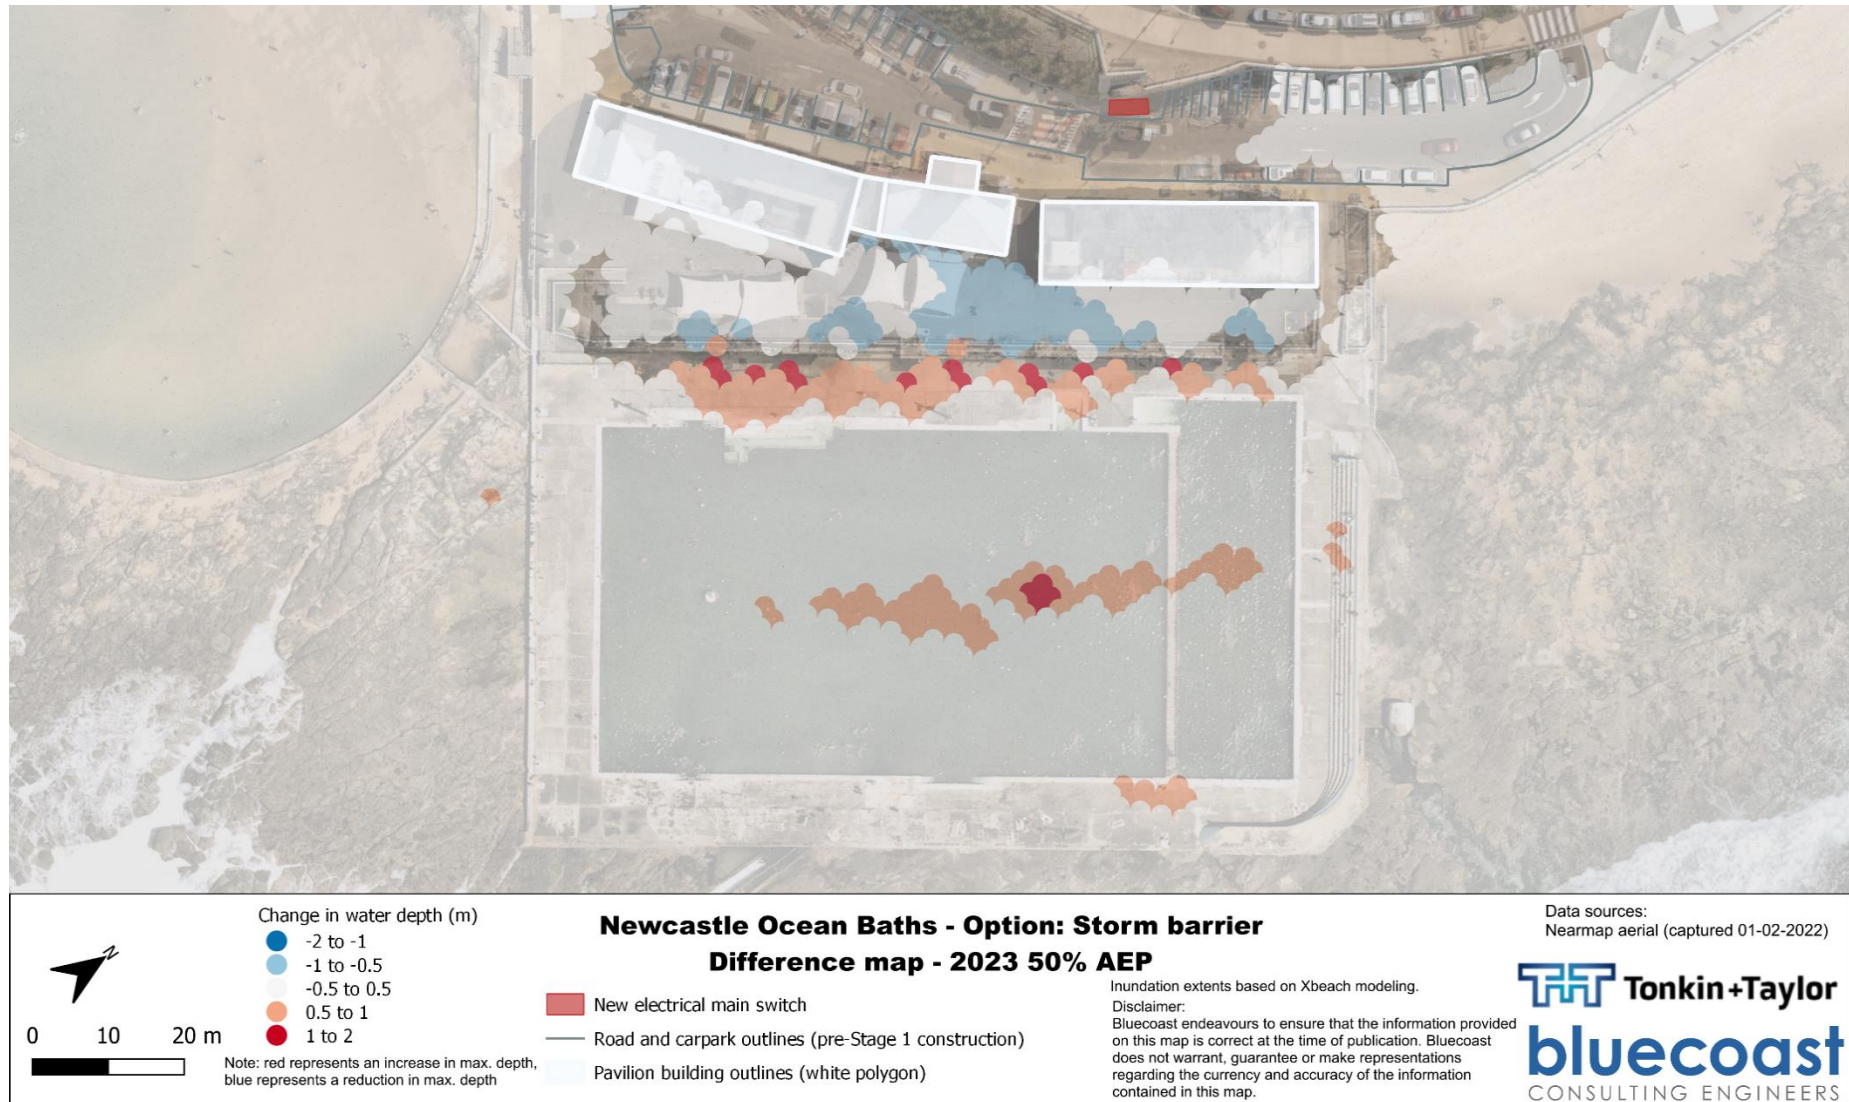 Change in water depth (m)
-2 to -1
-1 to -0.5
-0.5 to 0.5
0.5 to 1
1 to 2
Note: red represents an increase in max. depth,
blue represents a reduction in max. depth
N
0 10 20 m
Newcastle Ocean Baths - Option: Storm barrier
Difference map - 2023 50% AEP
New electrical main switch
Road and carpark outlines (pre-Stage 1 construction)
Pavilion building outlines (white polygon)
Inundation extents based on Xbeach modeling.
Disclaimer:
Bluecoast endeavours to ensure that the information provided
on this map is correct at the time of publication. Bluecoast
does not warrant, guarantee or make representations
regarding the currency and accuracy of the information
contained in this map.
Data sources:
Nearmap aerial (captured 01-02-2022)
T+T Tonkin+Taylor
bluecoast
CONSULTING ENGINEERS